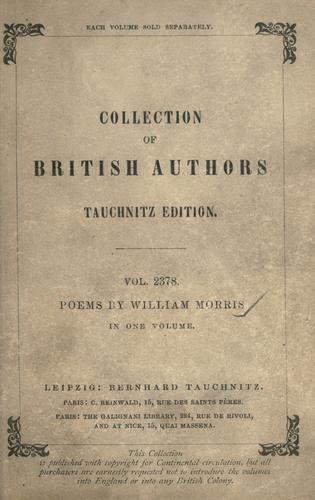 EACH VOLUME SOLD SEPARATELY.
COLLECTION
OF
BRITISH AUTHORS
TAUCHNITZ EDITION.
VOL. 2378.
POEMS BY WILLIAM MORRIS
IN ONE VOLUME.
LEIPZIG: BERNHARD TAUCHNITZ.
PARIS: C. REINWALD, 15, RUE DES SAINTS PÈRES.
PARIS: THE GALIGNANI LIBRARY, 224, RUE DE RIVOLI,
AND AT NICE, 15, QUAI MASSENA.
This Collection
is published with copyright for Continental circulation, but all
purchasers are earnestly requested not to introduce the volumes
into England or into any British Colony.